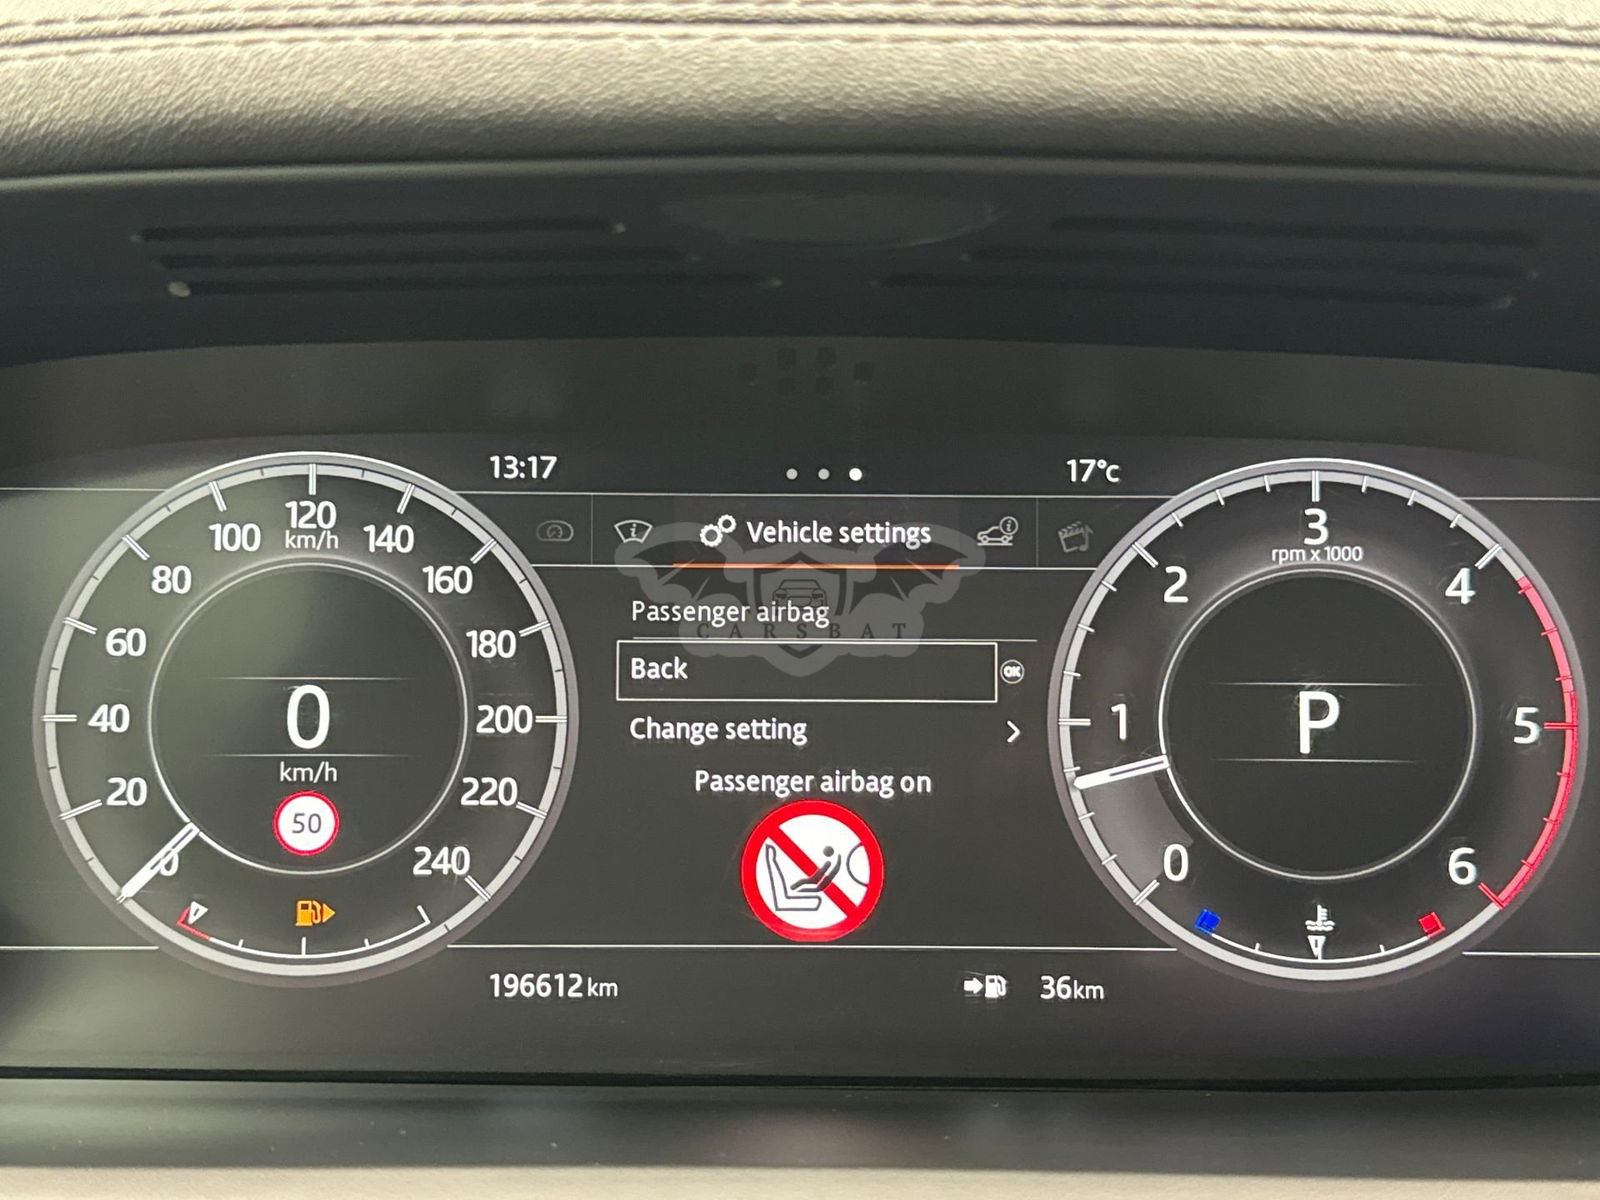 13:17
17°c
Vehicle settings
Passenger airbag
CARSBAT
Back
OK
Change setting
Passenger airbag on
0
20
40
60
80
100
120
km/h
140
160
180
200
220
240
0
km/h
50
0
1
2
3
rpm x 1000
4
5
6
P
196612 km
36km